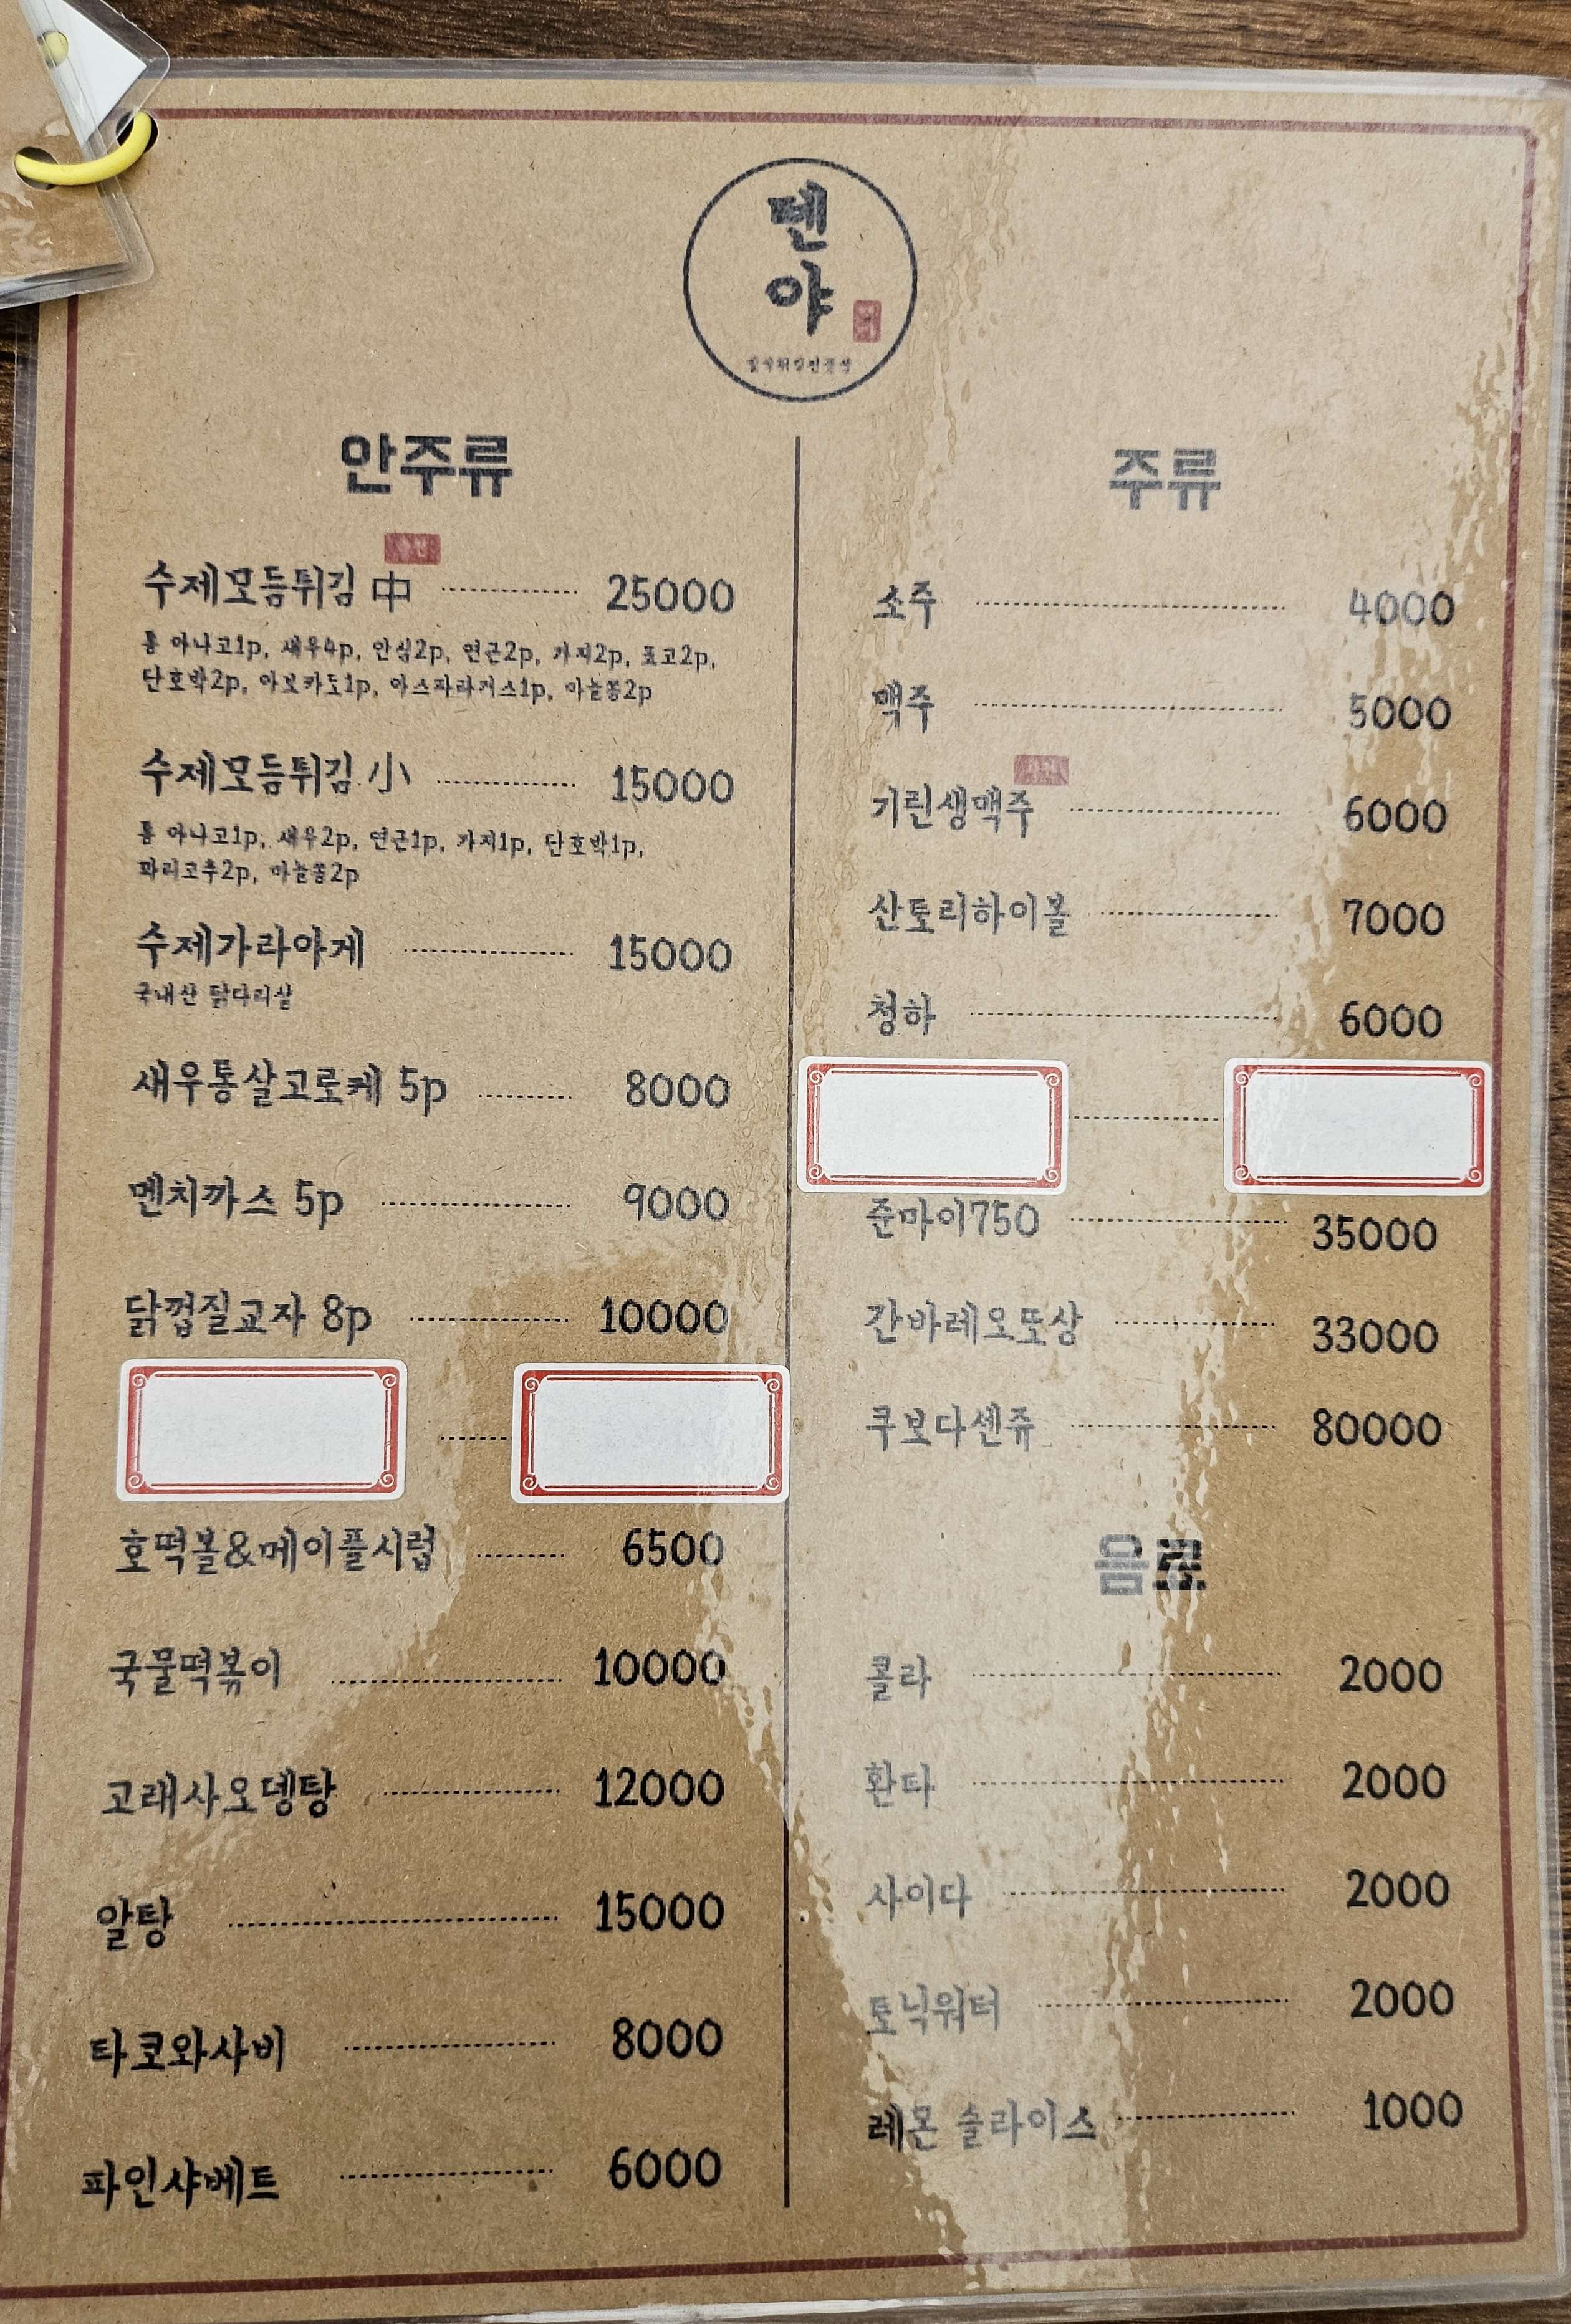 텐
야
안주류
수제모듬튀김 中 25000
통 아나고1p, 새우4p, 안심2p, 연근2p, 가지2p, 표고2p,
단호박2p, 아보카도1p, 아스파라거스1p, 마늘쫑2p
수제모듬튀김 小 15000
통 아나고1p, 새우2p, 연근1p, 가지1p, 단호박1p,
꽈리고추2p, 마늘쫑2p
수제가라아게 15000
국내산 닭다리살
새우통살고로케 5p 8000
멘치까스 5p 9000
닭껍질교자 8p 10000
호떡볼&메이플시럽 6500
국물떡볶이 10000
고래사오뎅탕 12000
알탕 15000
타코와사비 8000
파인샤베트 6000
주류
소주 4000
맥주 5000
기린생맥주 6000
산토리하이볼 7000
청하 6000
준마이750 35000
간바레오또상 33000
쿠보다센쥬 80000
음료
콜라 2000
환타 2000
사이다 2000
토닉워터 2000
레몬 슬라이스 1000